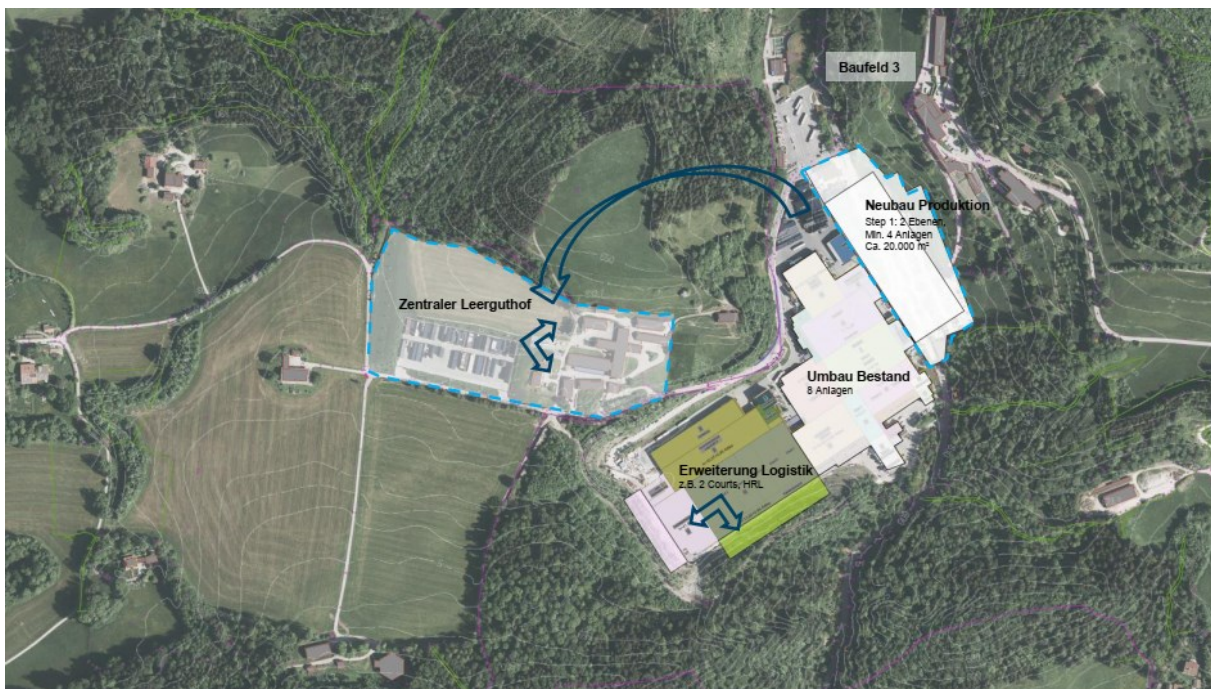 Baufeld 3
Neubau Produktion
Step 1: 2 Ebenen,
Min. 4 Anlagen
Ca. 20.000 m²
Zentraler Leerguthof
Umbau Bestand
8 Anlagen
Erweiterung Logistik
z.B. 2 Courts, HRL